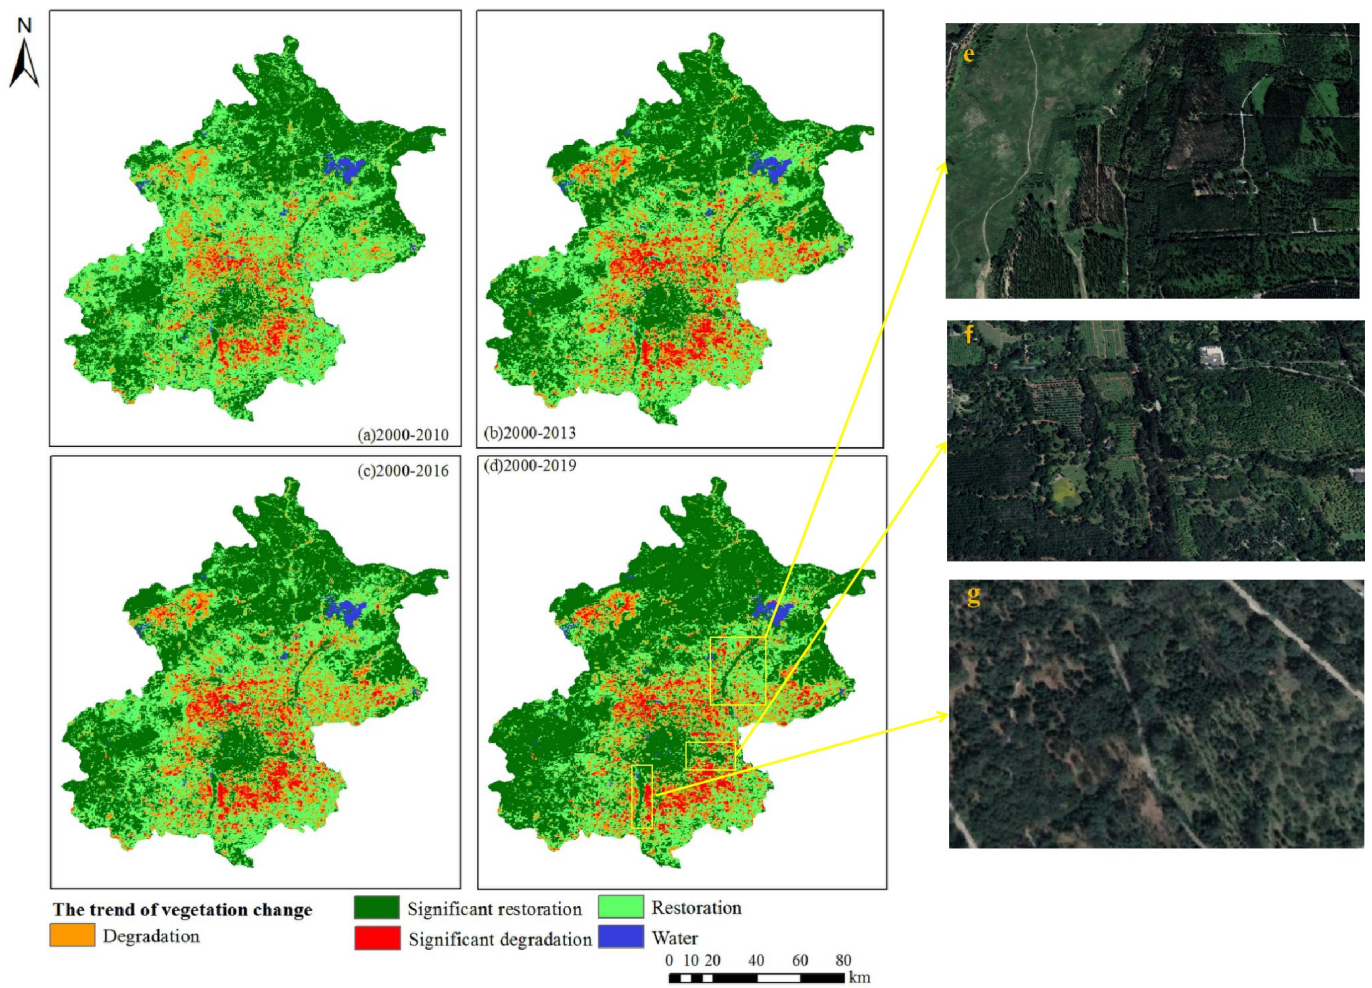 N
e
(a)2000-2010
(b)2000-2013
f
(c)2000-2016
(d)2000-2019
g
The trend of vegetation change
Significant restoration
Restoration
Degradation
Significant degradation
Water
0 10 20 40 60 80
km